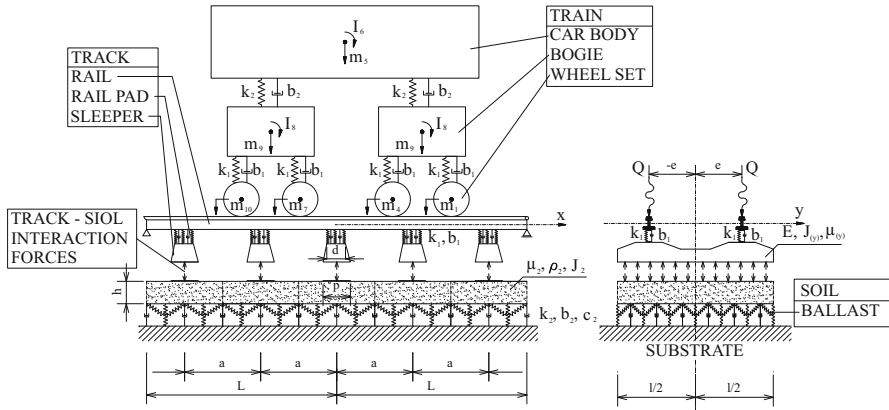 I₆
m₅
TRAIN
CAR BODY
BOGIE
WHEEL SET
TRACK
RAIL
RAIL PAD
SLEEPER
k₂ b₂ k₂ b₂
I₈ I₈
m₉ m₉
k₁ b₁ k₁ b₁ k₁ b₁ k₁ b₁
m₁₀ m₇ m₄ m₁
x
Q -e e Q
y
k₁ b₁ k₁ b₁
E, J₍y₎, μ₍y₎
TRACK - SIOL
INTERACTION
FORCES
k₁, b₁
d
h
p
μ₂, ρ₂, J₂
k₂, b₂, c₂
SOIL
BALLAST
SUBSTRATE
a a a a
L L
l/2 l/2